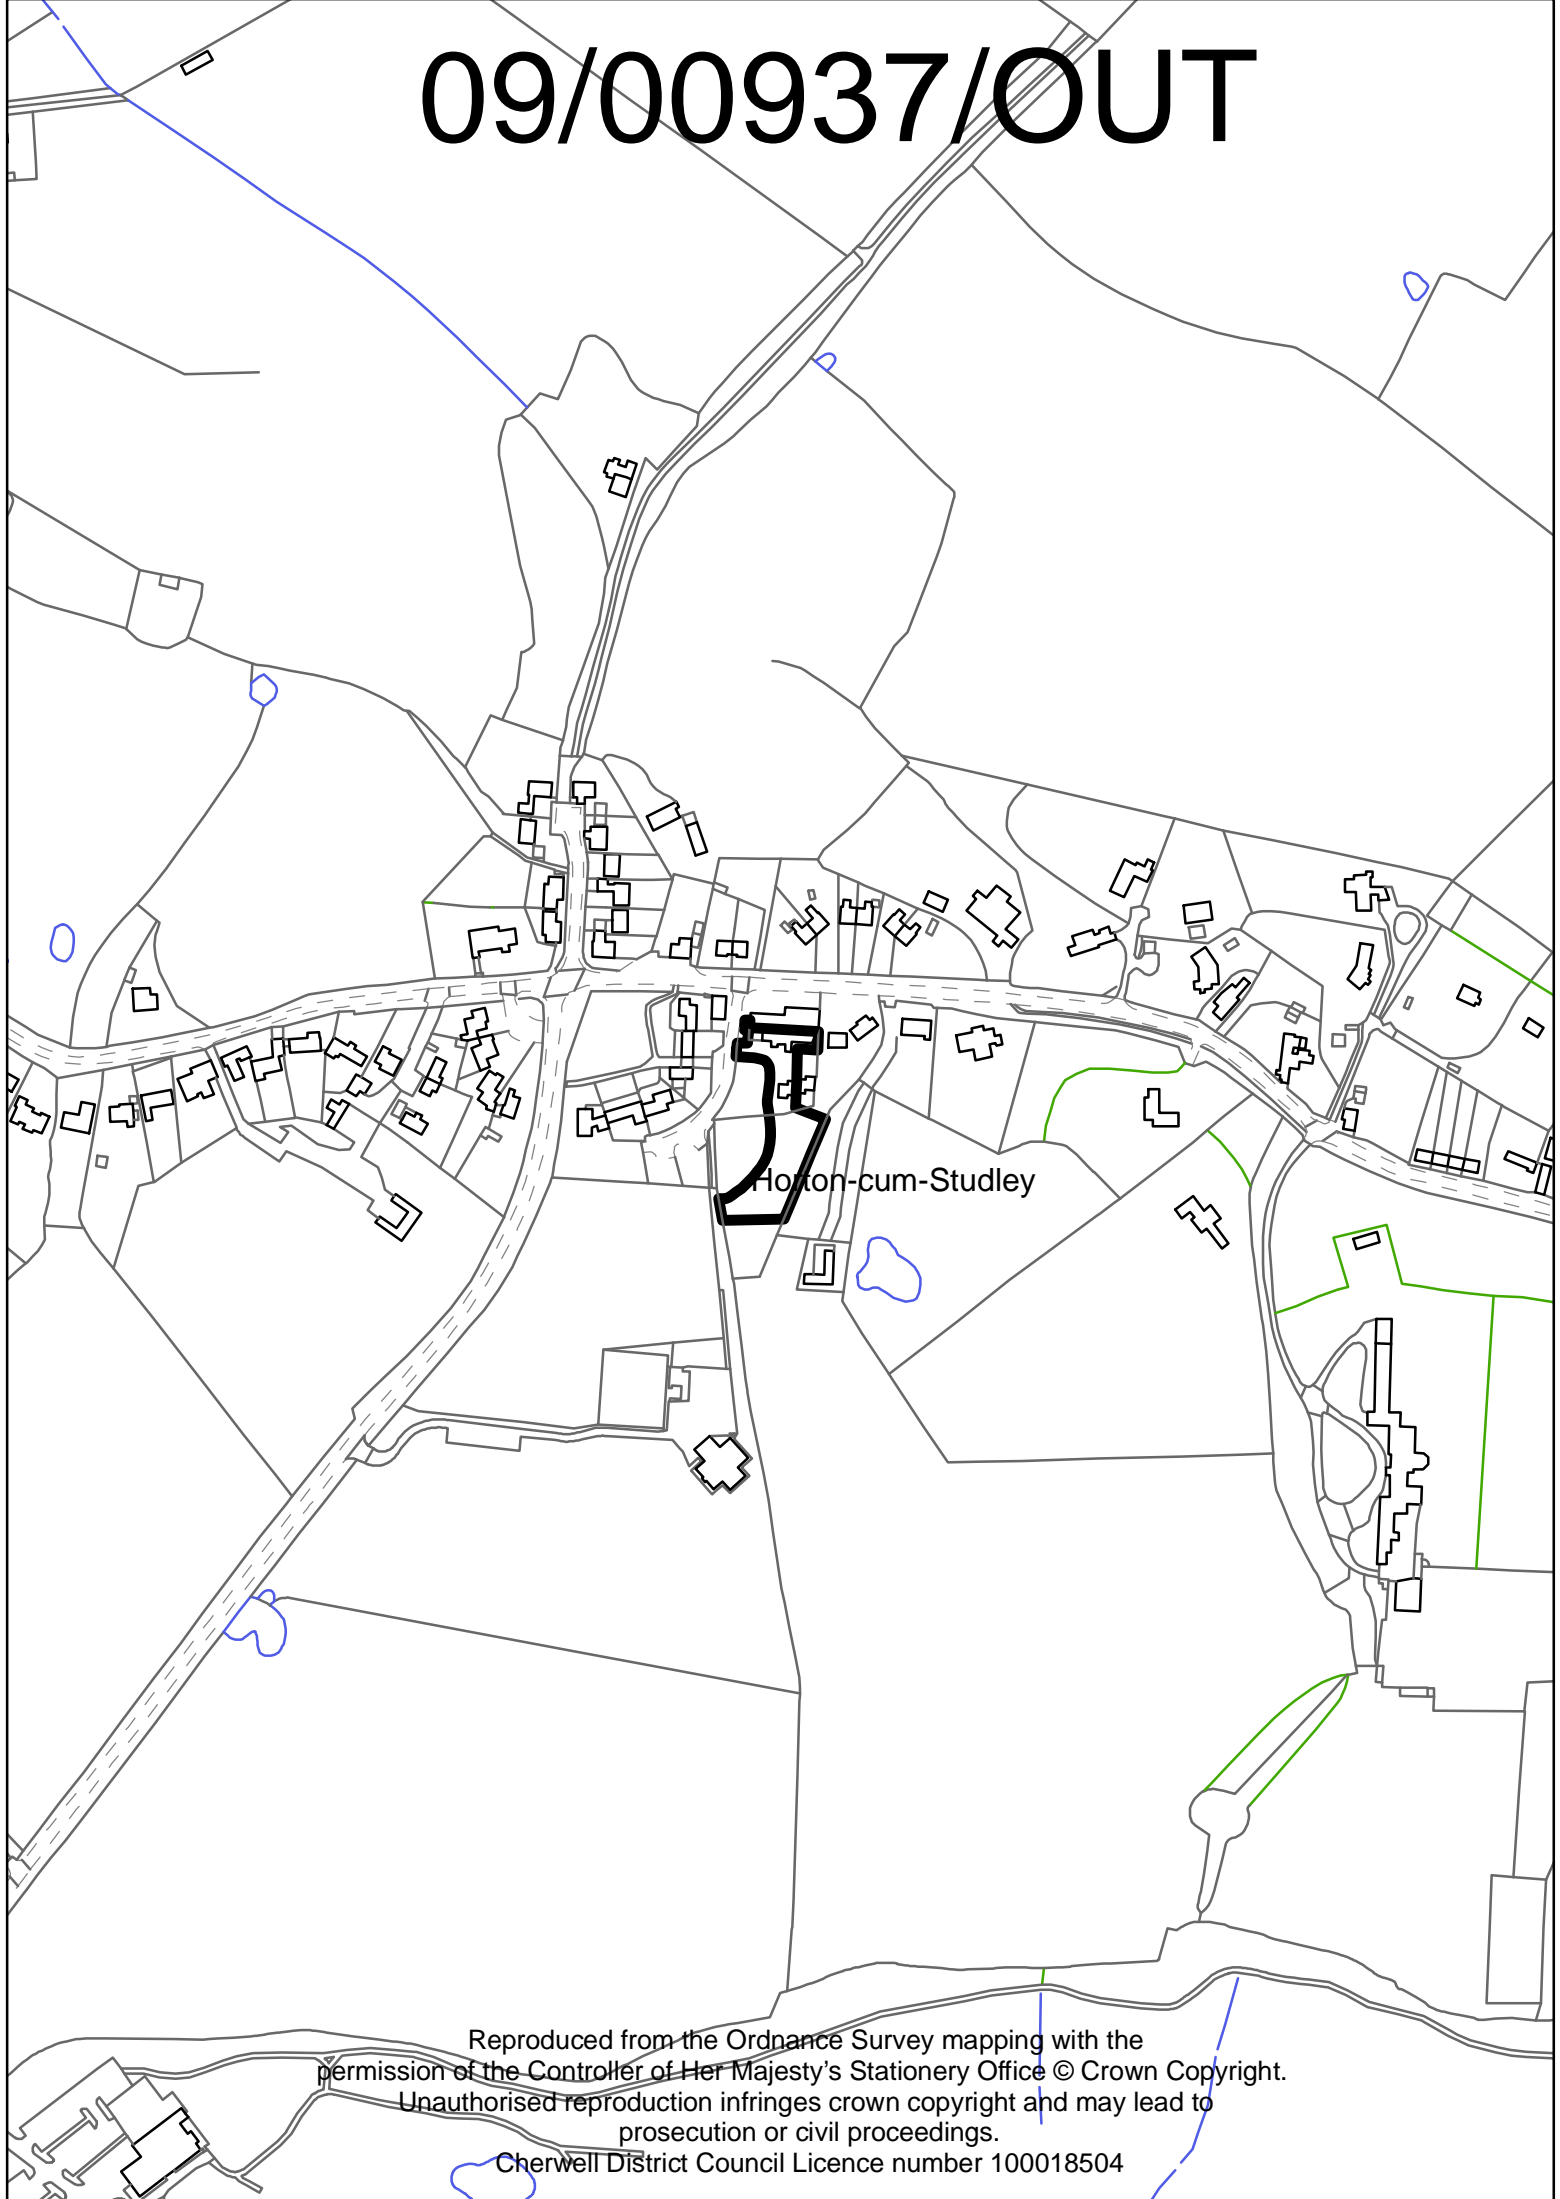 09/00937/OUT
Horton-cum-Studley
Reproduced from the Ordnance Survey mapping with the
permission of the Controller of Her Majesty's Stationery Office © Crown Copyright.
Unauthorised reproduction infringes crown copyright and may lead to
prosecution or civil proceedings.
Cherwell District Council Licence number 100018504